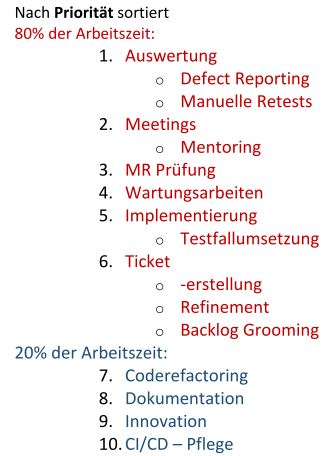 Nach Priorität sortiert
80% der Arbeitszeit:
1. Auswertung
o Defect Reporting
o Manuelle Retests
2. Meetings
o Mentoring
3. MR Prüfung
4. Wartungsarbeiten
5. Implementierung
o Testfallumsetzung
6. Ticket
o -erstellung
o Refinement
o Backlog Grooming
20% der Arbeitszeit:
7. Coderefactoring
8. Dokumentation
9. Innovation
10. CI/CD – Pflege